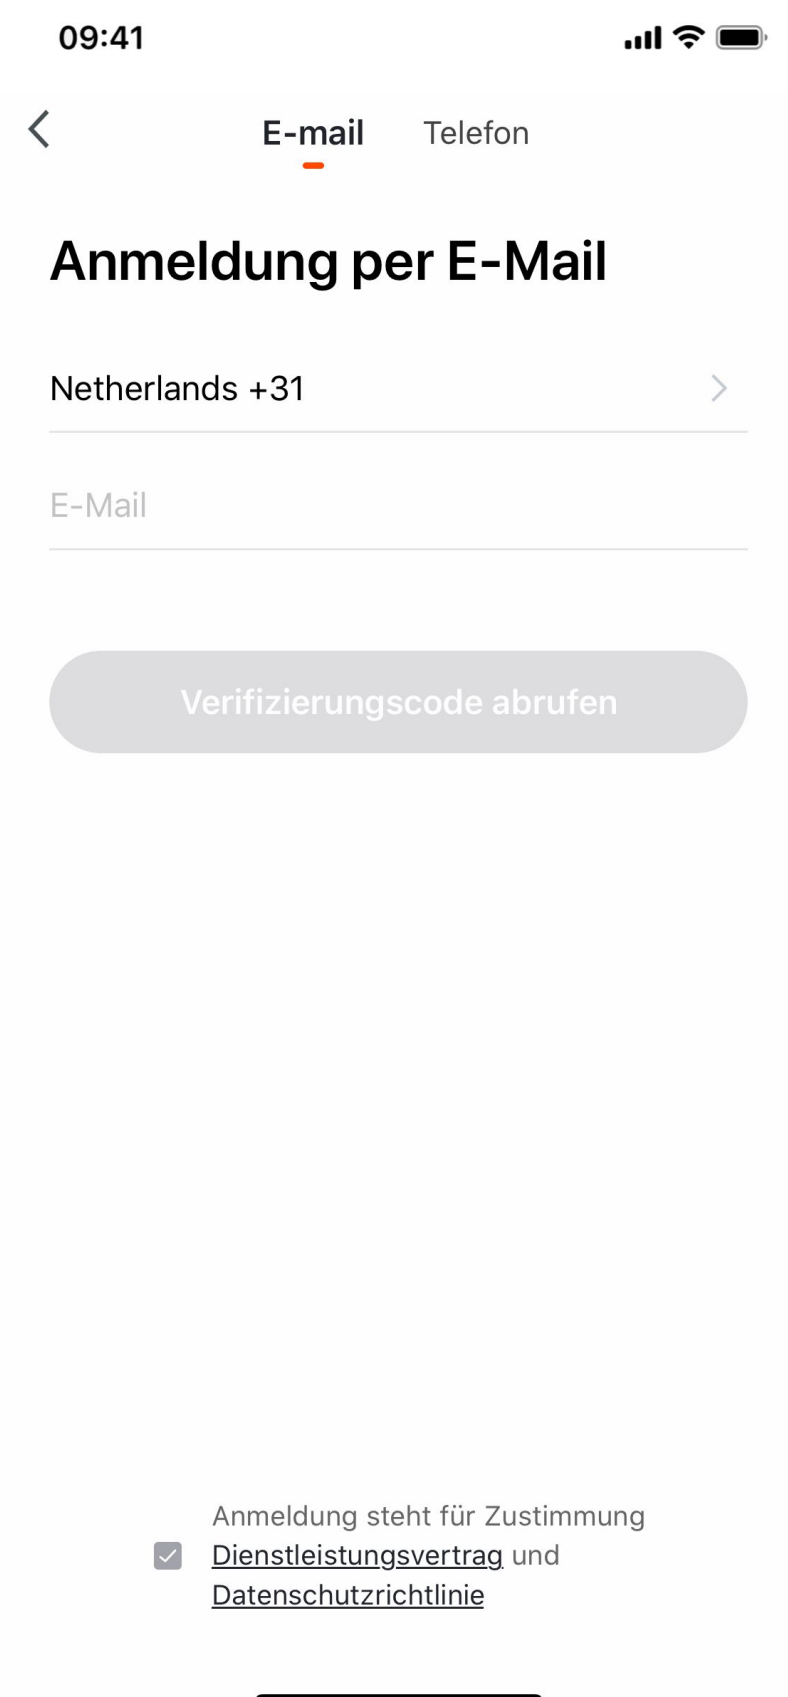 09:41
E-mail Telefon
Anmeldung per E-Mail
Netherlands +31
E-Mail
Verifizierungscode abrufen
Anmeldung steht für Zustimmung
Dienstleistungsvertrag und
Datenschutzrichtlinie